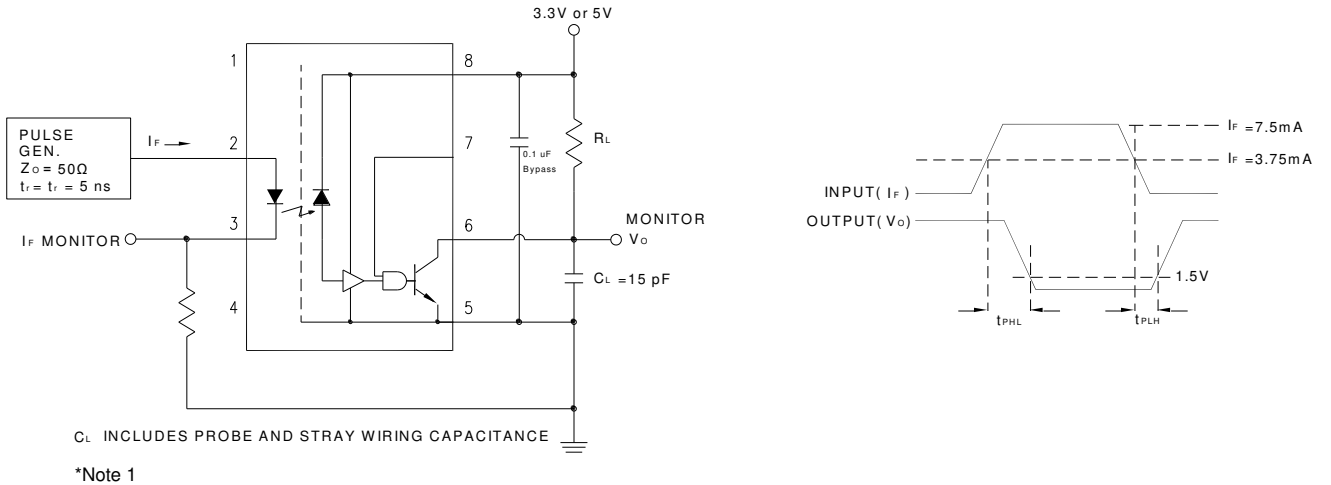 3.3V or 5V
1
8
PULSE
GEN.
Zo = 50Ω
tr = tr = 5 ns
IF
2
7
0.1 uF
Bypass
RL
3
6
MONITOR
Vo
IF MONITOR
CL =15 pF
4
5
CL INCLUDES PROBE AND STRAY WIRING CAPACITANCE
*Note 1
IF =7.5mA
IF =3.75mA
INPUT( IF )
OUTPUT( Vo)
1.5V
tPHL
tPLH